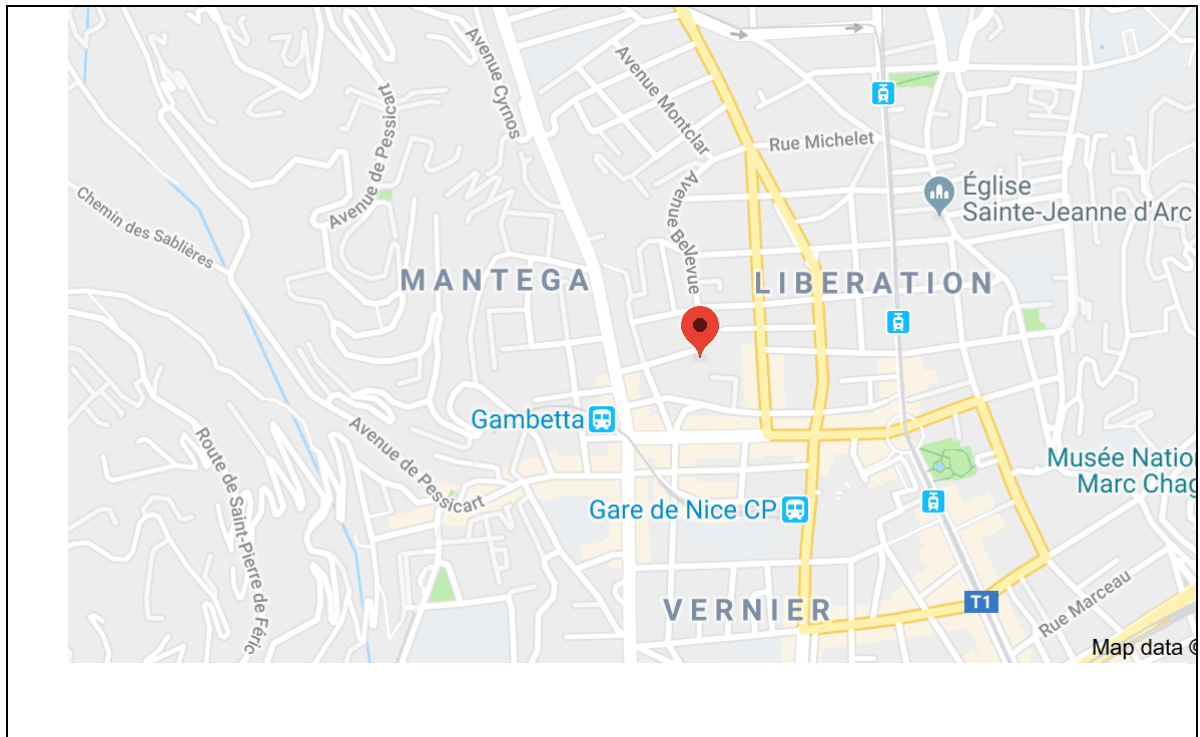 Avenue Cyrnos
Avenue Montclar
Avenue de Pessicart
Rue Michelet
Église
Sainte-Jeanne d'Arc
Avenue Bellevue
Chemin des Sablières
MANTEGA
LIBERATION
Gambetta
Avenue de Pessicart
Route de Saint-Pierre de Féric
Musée Natio
Marc Chag
Gare de Nice CP
VERNIER
T1
Rue Marceau
Map data ©